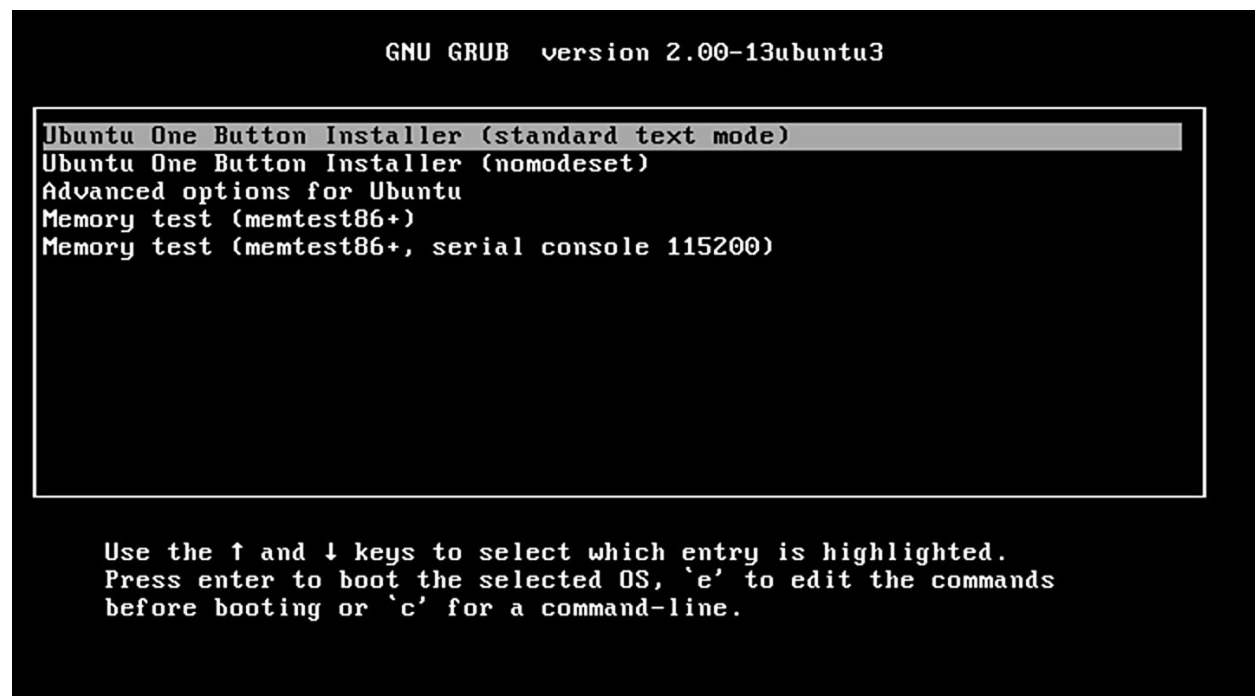 GNU GRUB version 2.00-13ubuntu3
Ubuntu One Button Installer (standard text mode)
Ubuntu One Button Installer (nomodeset)
Advanced options for Ubuntu
Memory test (memtest86+)
Memory test (memtest86+, serial console 115200)
Use the ↑ and ↓ keys to select which entry is highlighted.
Press enter to boot the selected OS, `e' to edit the commands
before booting or `c' for a command-line.